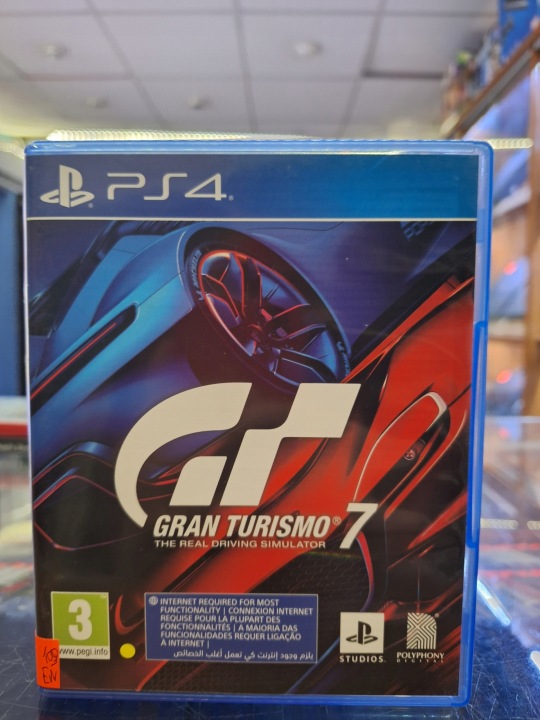 PS4
GT
GRAN TURISMO® 7
THE REAL DRIVING SIMULATOR
3
www.pegi.info
INTERNET REQUIRED FOR MOST
FUNCTIONALITY | CONNEXION INTERNET
REQUISE POUR LA PLUPART DES
FONCTIONNALITÉS | A MAIORIA DAS
FUNCIONALIDADES REQUER LIGAÇÃO
À INTERNET |
يلزم وجود إنترنت كي تعمل أغلب الخصائص
PlayStation
STUDIOS
POLYPHONY
DIGITAL